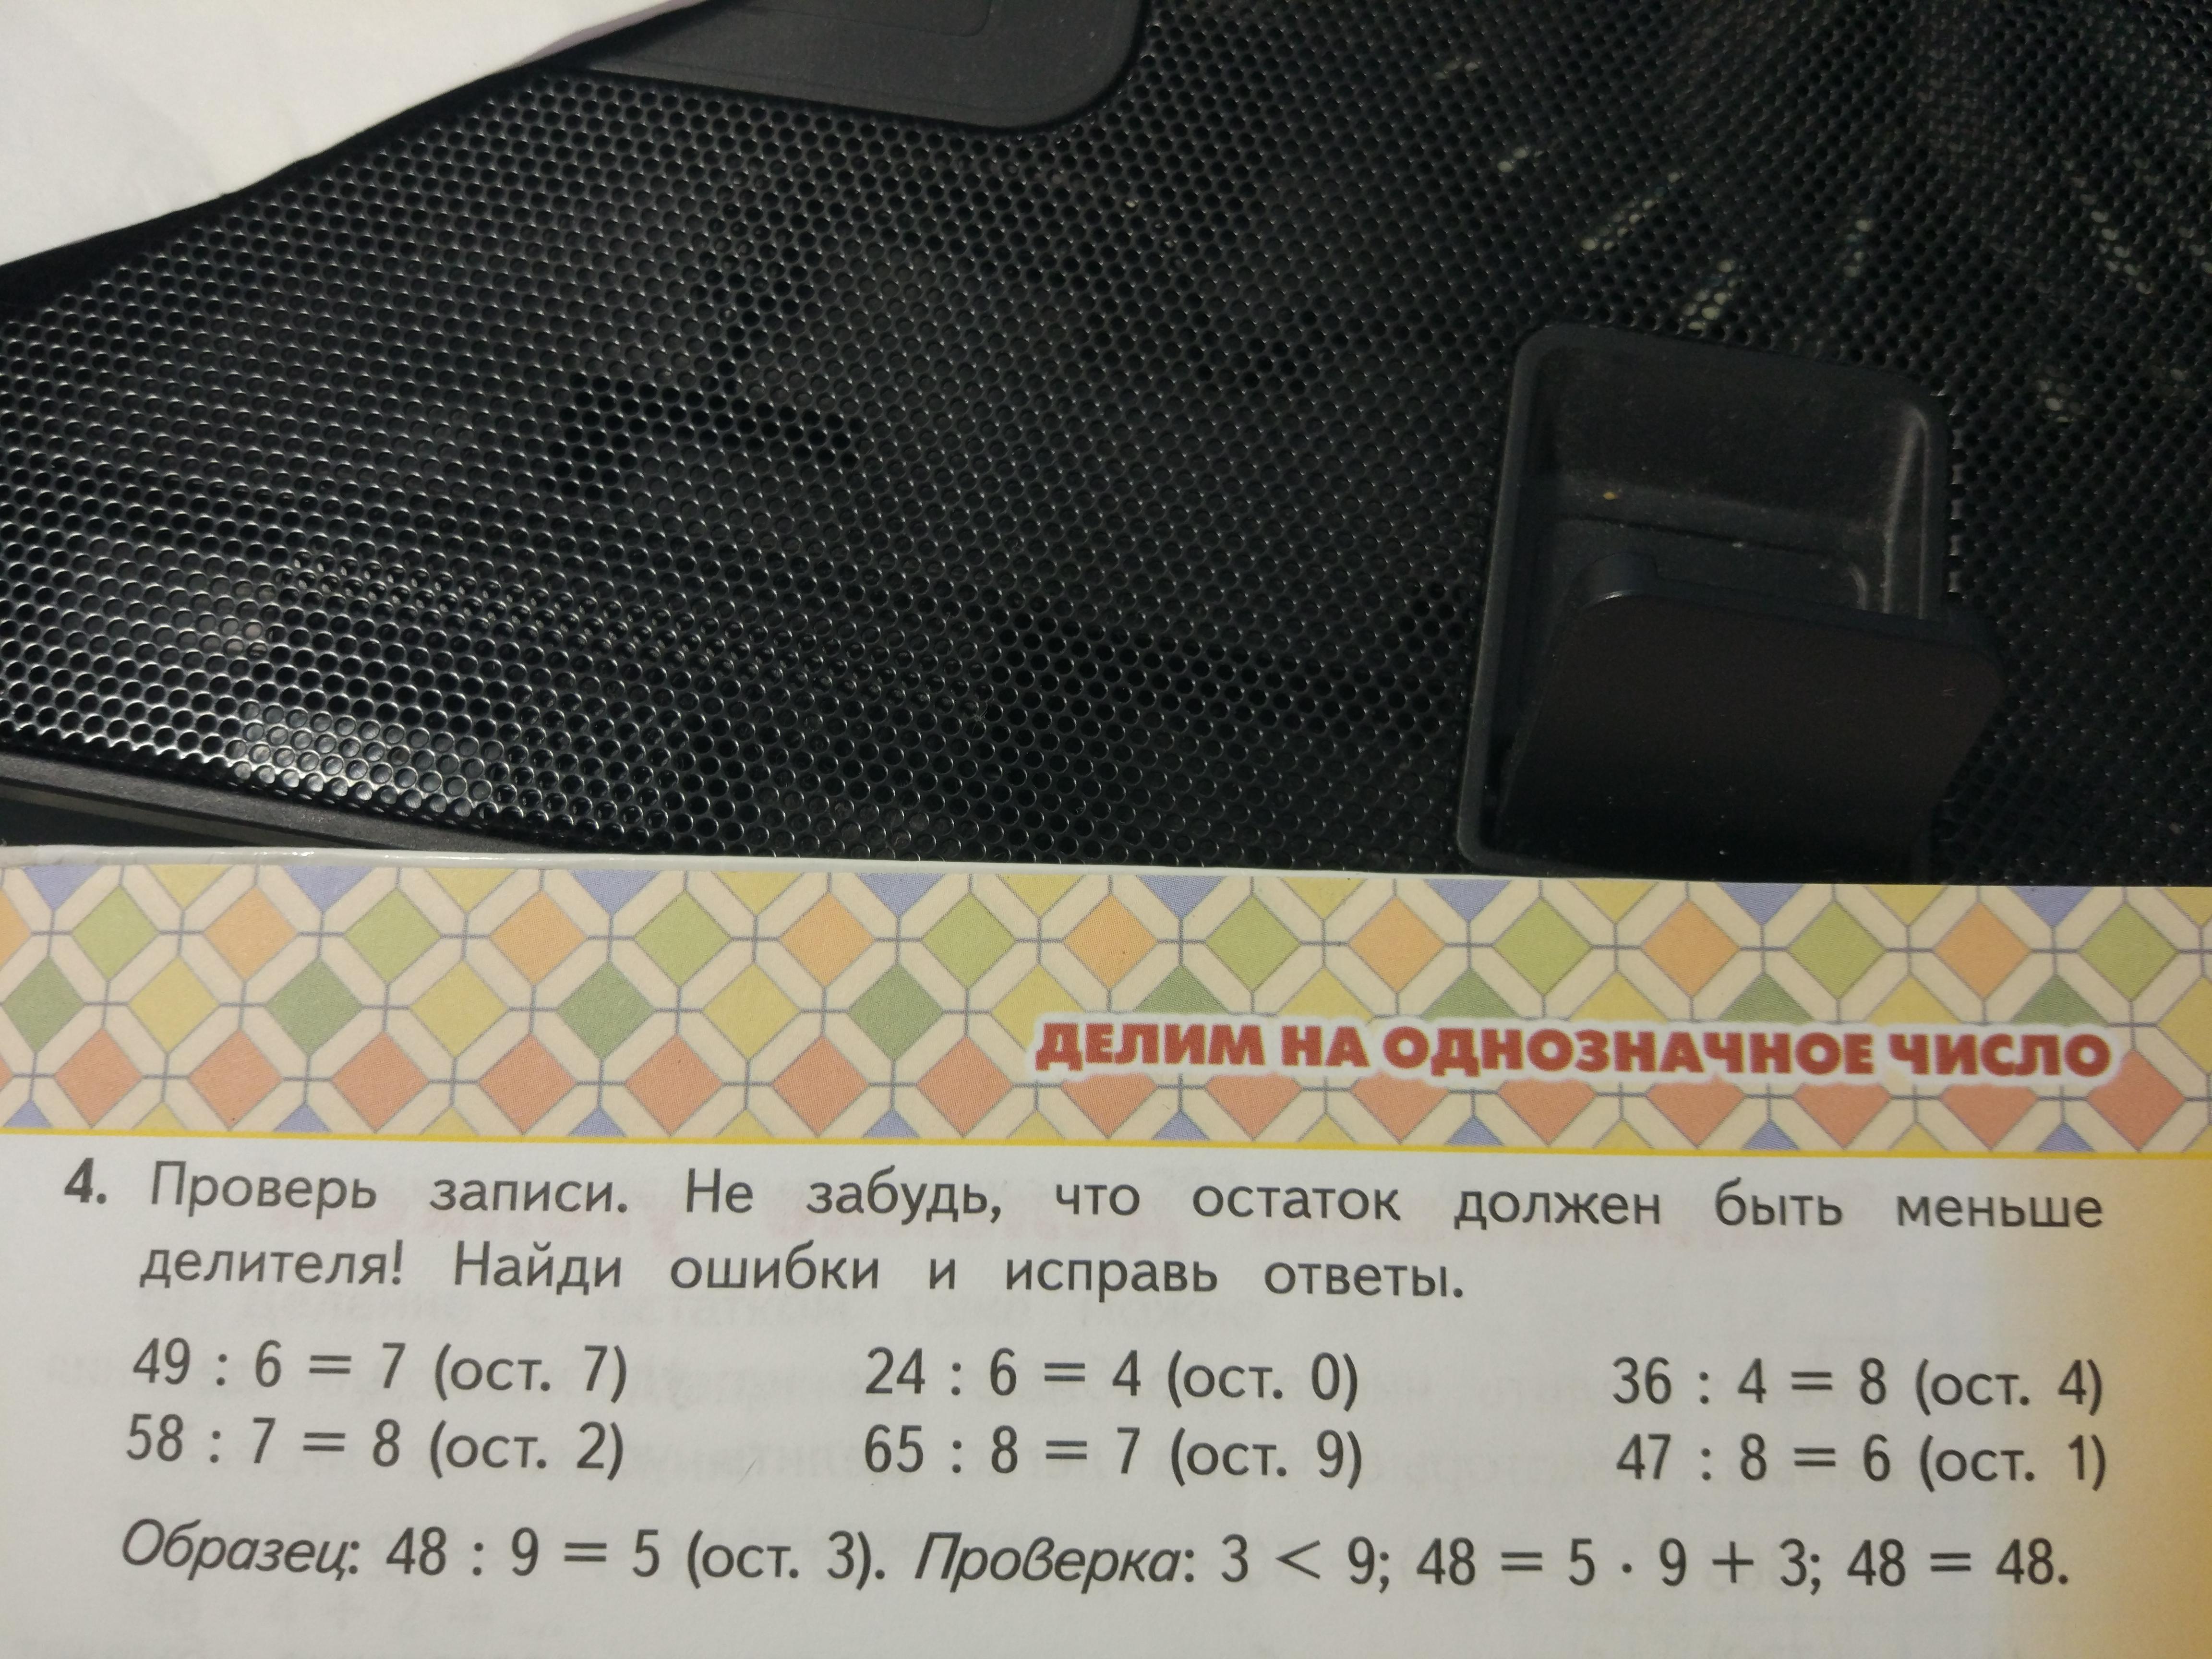 ДЕЛИМ НА ОДНОЗНАЧНОЕ ЧИСЛО
4. Проверь записи. Не забудь, что остаток должен быть меньше
делителя! Найди ошибки и исправь ответы.
49 : 6 = 7 (ост. 7) 24 : 6 = 4 (ост. 0) 36 : 4 = 8 (ост. 4)
58 : 7 = 8 (ост. 2) 65 : 8 = 7 (ост. 9) 47 : 8 = 6 (ост. 1)
Образец: 48 : 9 = 5 (ост. 3). Проверка: 3 < 9; 48 = 5 · 9 + 3; 48 = 48.